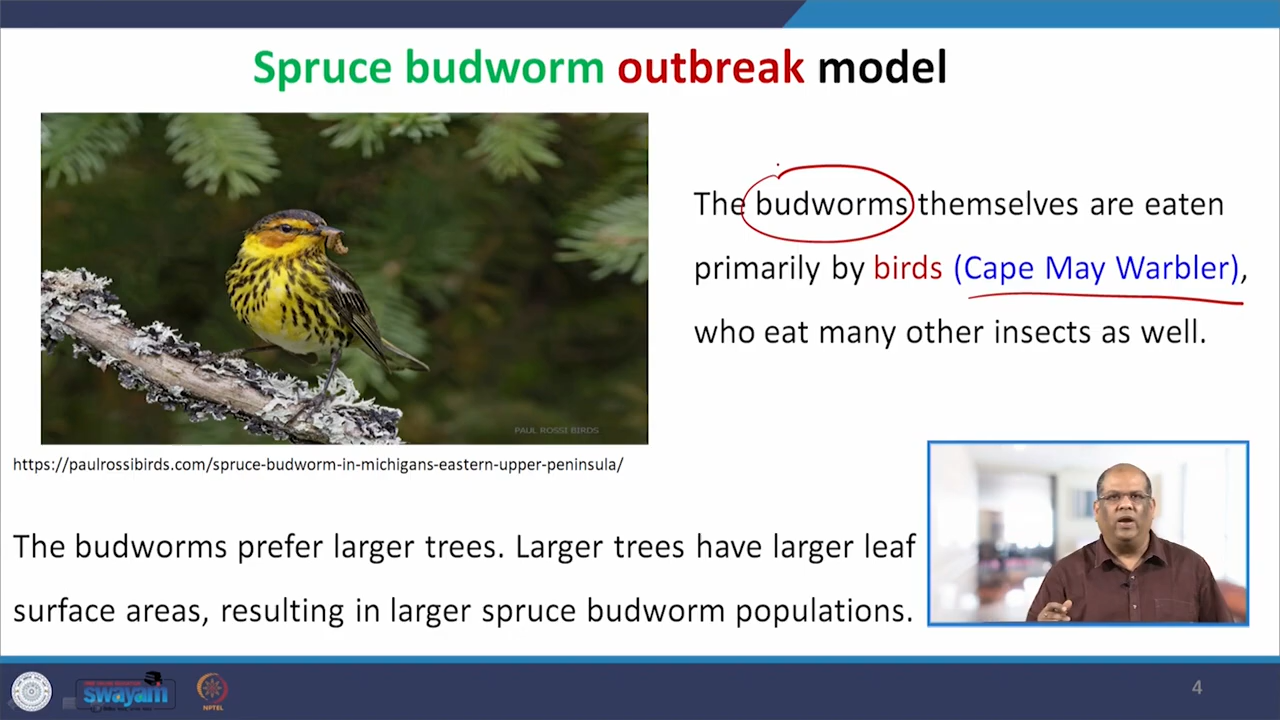 Spruce budworm outbreak model
The budworms themselves are eaten
primarily by birds (Cape May Warbler),
who eat many other insects as well.
PAUL ROSSI BIRDS
https://paulrossibirds.com/spruce-budworm-in-michigans-eastern-upper-peninsula/
The budworms prefer larger trees. Larger trees have larger leaf
surface areas, resulting in larger spruce budworm populations.
swayam
NPTEL
4